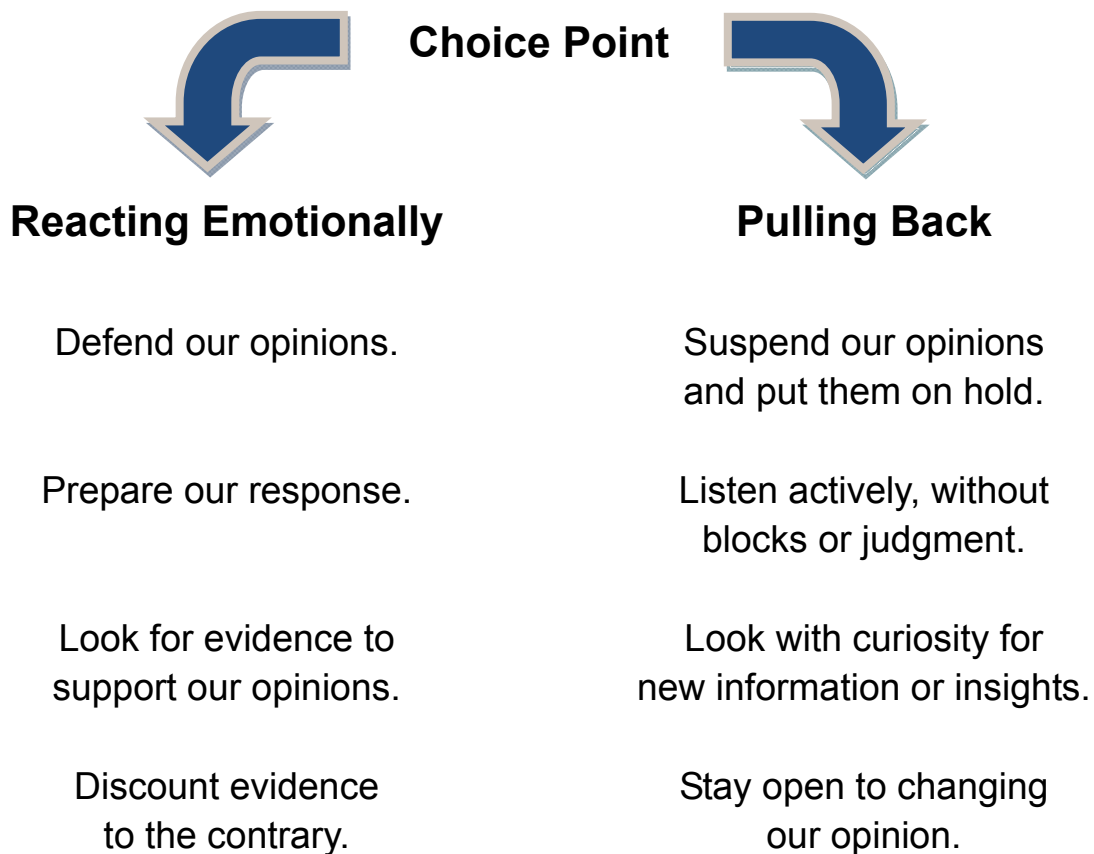 Choice Point
Reacting Emotionally
Defend our opinions.
Prepare our response.
Look for evidence to
support our opinions.
Discount evidence
to the contrary.
Pulling Back
Suspend our opinions
and put them on hold.
Listen actively, without
blocks or judgment.
Look with curiosity for
new information or insights.
Stay open to changing
our opinion.